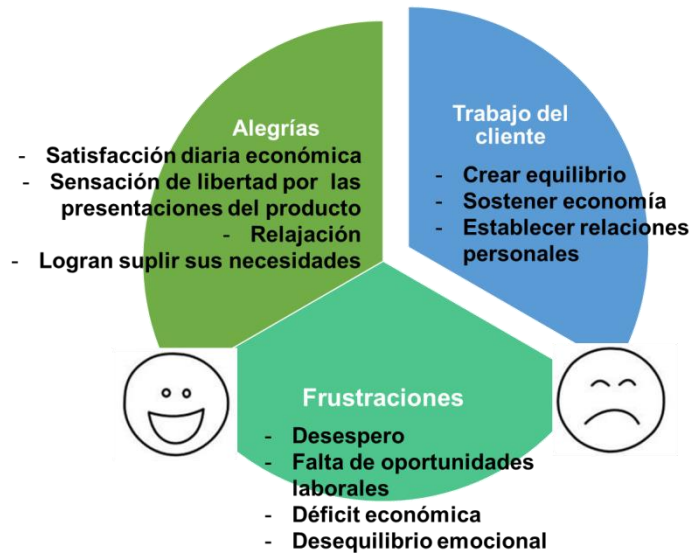 Alegrías
- Satisfacción diaria económica
- Sensación de libertad por las
presentaciones del producto
- Relajación
- Logran suplir sus necesidades
Trabajo del
cliente
- Crear equilibrio
- Sostener economía
- Establecer relaciones
personales
Frustraciones
- Desespero
- Falta de oportunidades
laborales
- Déficit económica
- Desequilibrio emocional